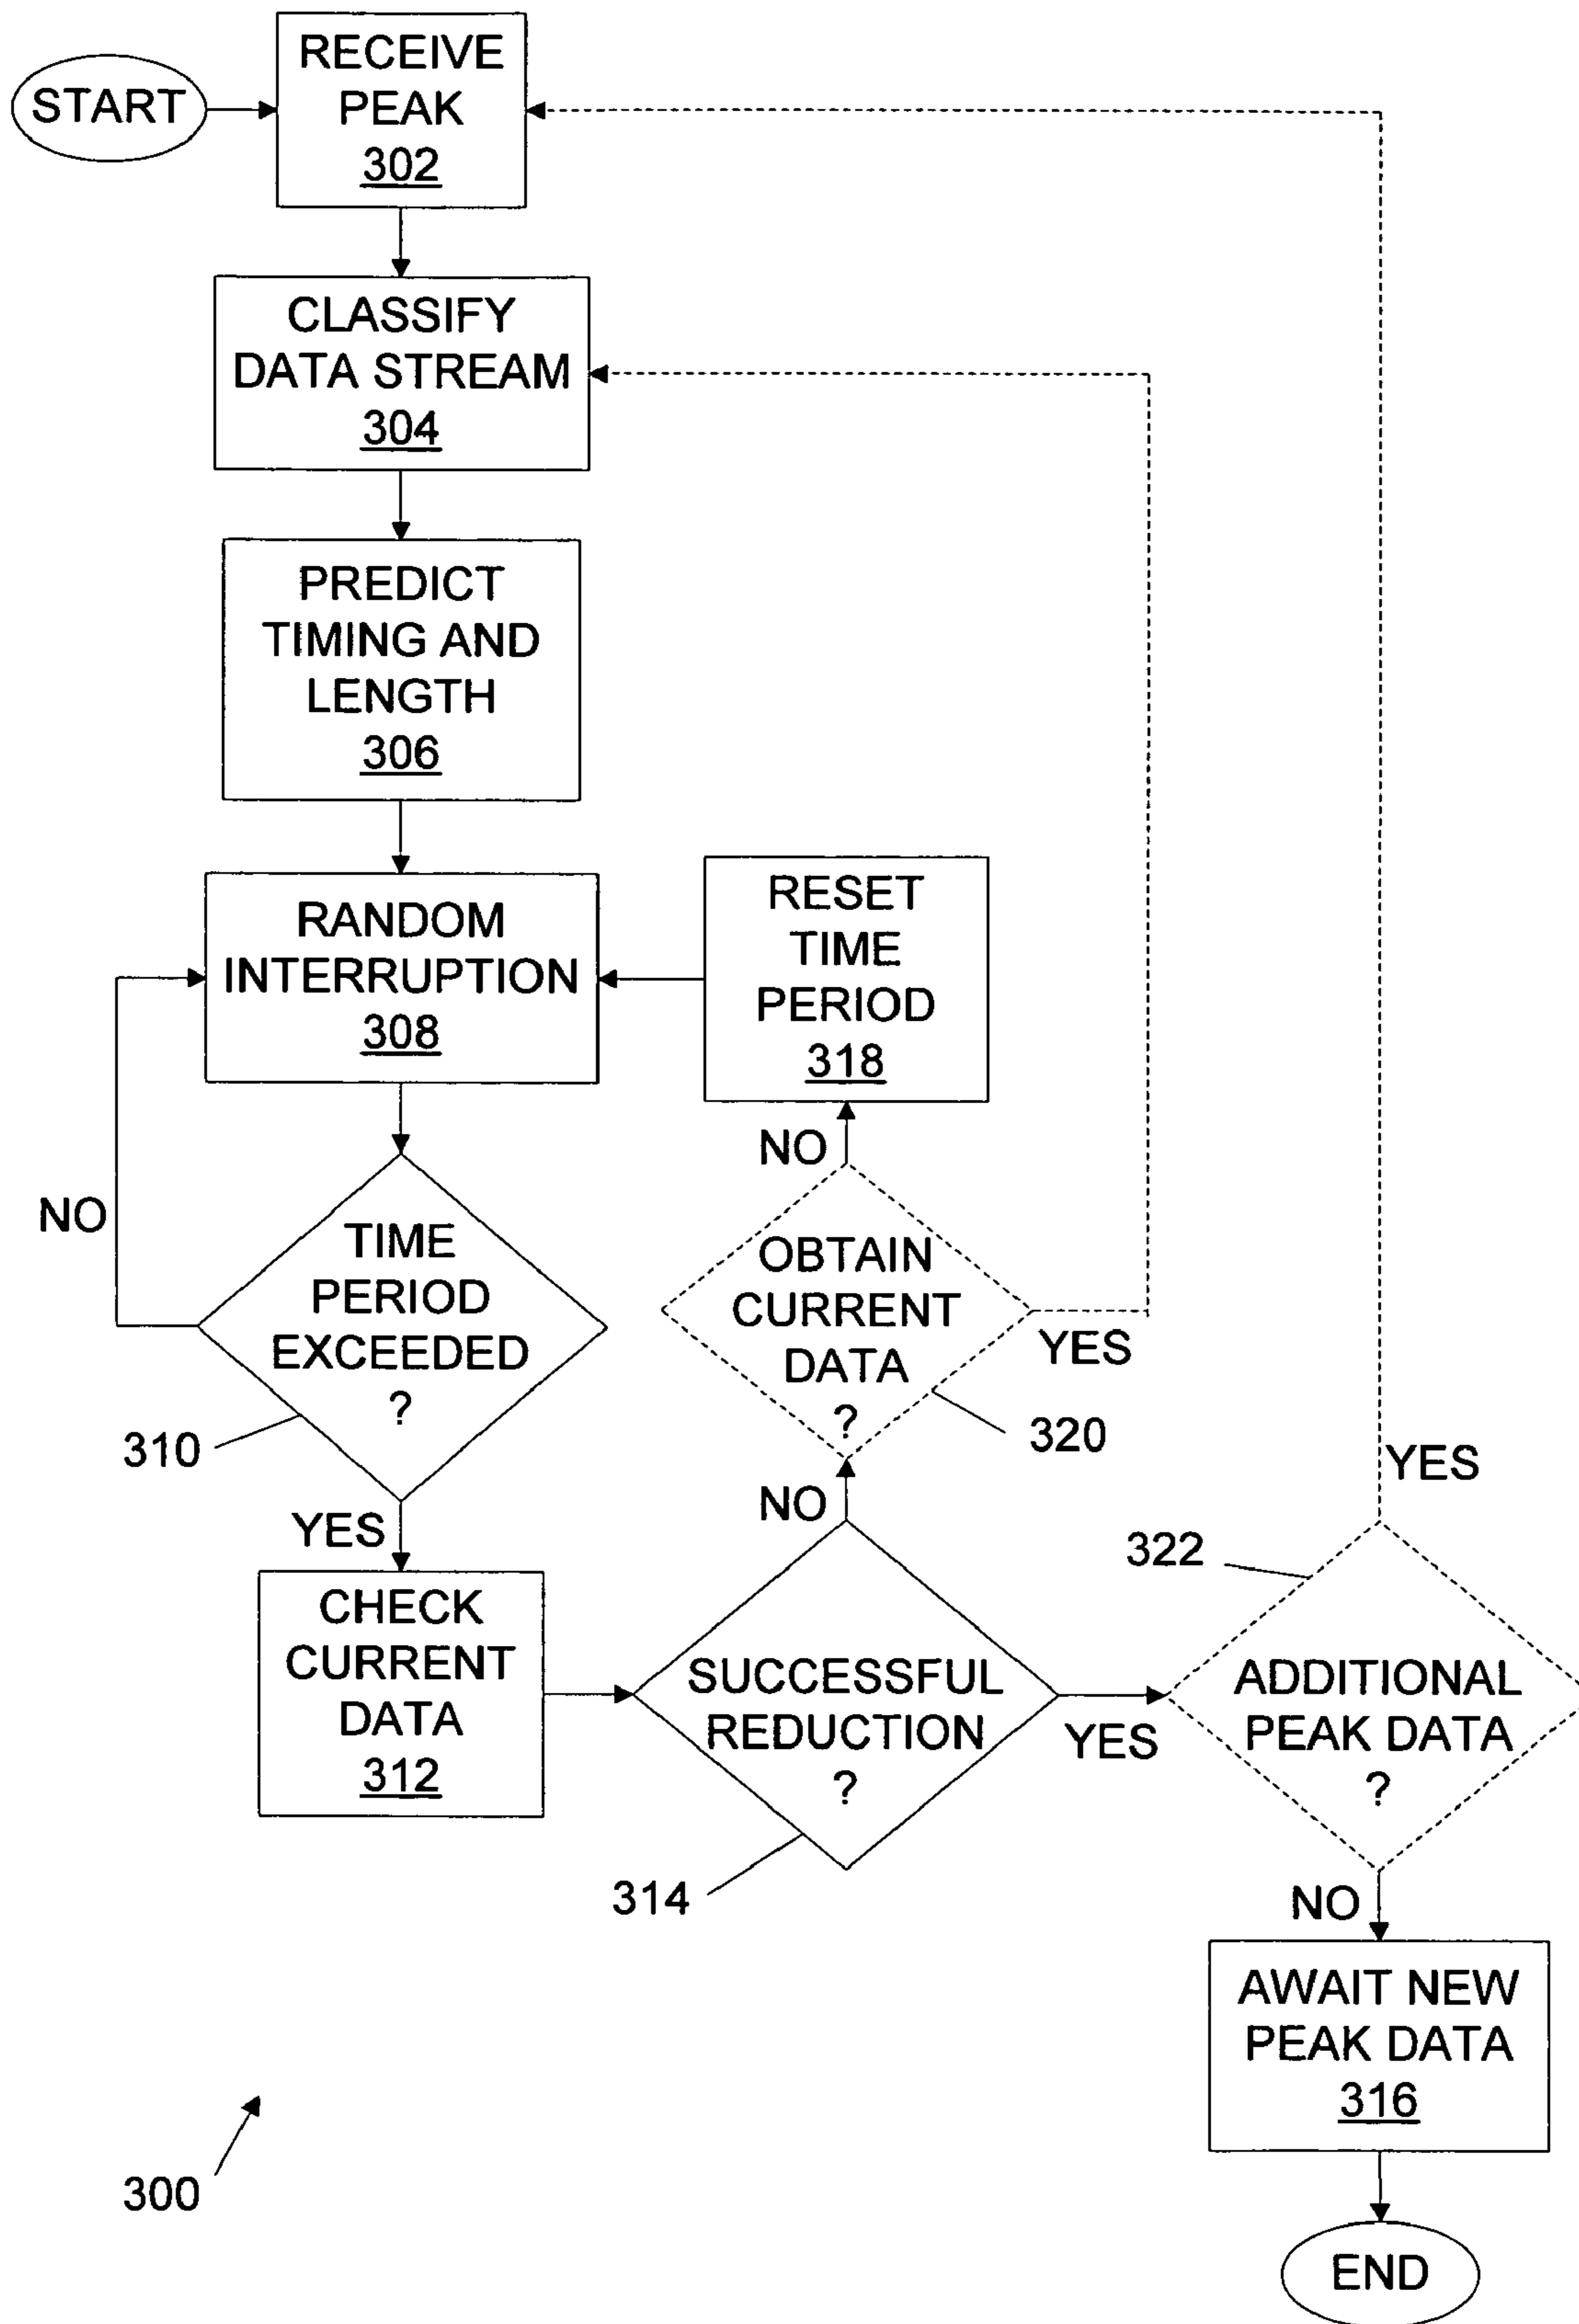 START
RECEIVE
PEAK
302
CLASSIFY
DATA STREAM
304
PREDICT
TIMING AND
LENGTH
306
RANDOM
INTERRUPTION
308
RESET
TIME
PERIOD
318
NO
NO
TIME
PERIOD
EXCEEDED
?
310
OBTAIN
CURRENT
DATA
?
YES
320
YES
NO
YES
CHECK
CURRENT
DATA
312
SUCCESSFUL
REDUCTION
?
314
YES
322
ADDITIONAL
PEAK DATA
?
NO
AWAIT NEW
PEAK DATA
316
300
END